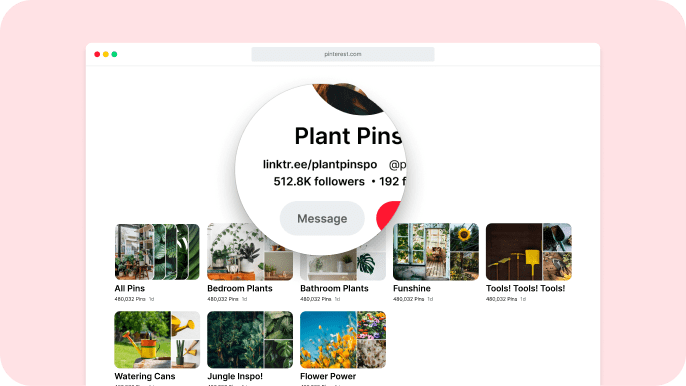 pinterest.com
Plant Pins
linktr.ee/plantpinspo @p
512.8K followers • 192 f
Message
All Pins
480,032 Pins 1d
Bedroom Plants
480,032 Pins 1d
Bathroom Plants
480,032 Pins 1d
Funshine
480,032 Pins 1d
Tools! Tools! Tools!
480,032 Pins 1d
Watering Cans
Jungle Inspo!
Flower Power